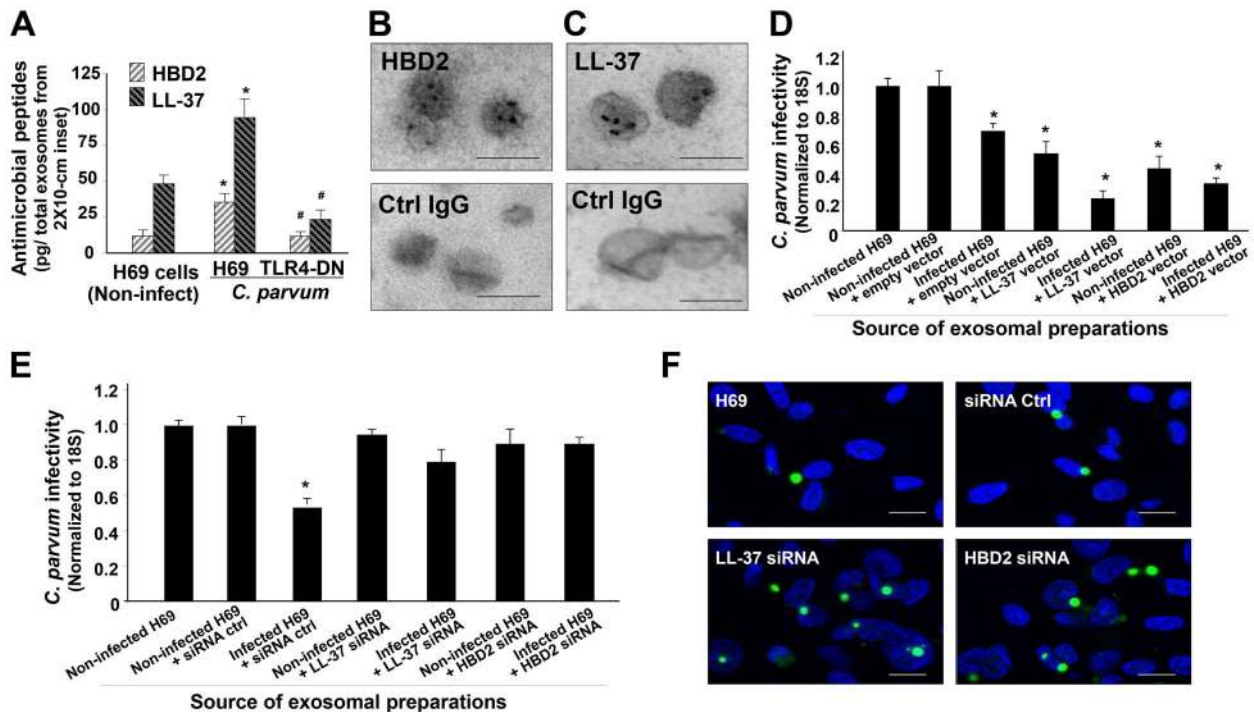 A
Antimicrobial peptides
(pg/ total exosomes from
2X10-cm inset)
125
100
50
25
0
HBD2
LL-37
*
*
#
#
H69 cells
(Non-infect)
H69
TLR4-DN
C. parvum
B
HBD2
Ctrl IgG
C
LL-37
Ctrl IgG
D
C. parvum infectivity
(Normalized to 18S)
1.2
1.0
0.8
0.6
0.4
0.2
0
*
*
*
*
*
Non-infected H69
Non-infected H69
+ empty vector
Infected H69
+ empty vector
Non-infected H69
+ LL-37 vector
Infected H69
+ LL-37 vector
Non-infected H69
+ HBD2 vector
Infected H69
+ HBD2 vector
Source of exosomal preparations
E
C. parvum infectivity
(Normalized to 18S)
1.2
1.0
0.8
0.6
0.4
0
*
Non-infected H69
Non-infected H69
+ siRNA ctrl
Infected H69
+ siRNA ctrl
Non-infected H69
+ LL-37 siRNA
Infected H69
+ LL-37 siRNA
Non-infected H69
+ HBD2 siRNA
Infected H69
+ HBD2 siRNA
Source of exosomal preparations
F
H69
siRNA Ctrl
LL-37 siRNA
HBD2 siRNA